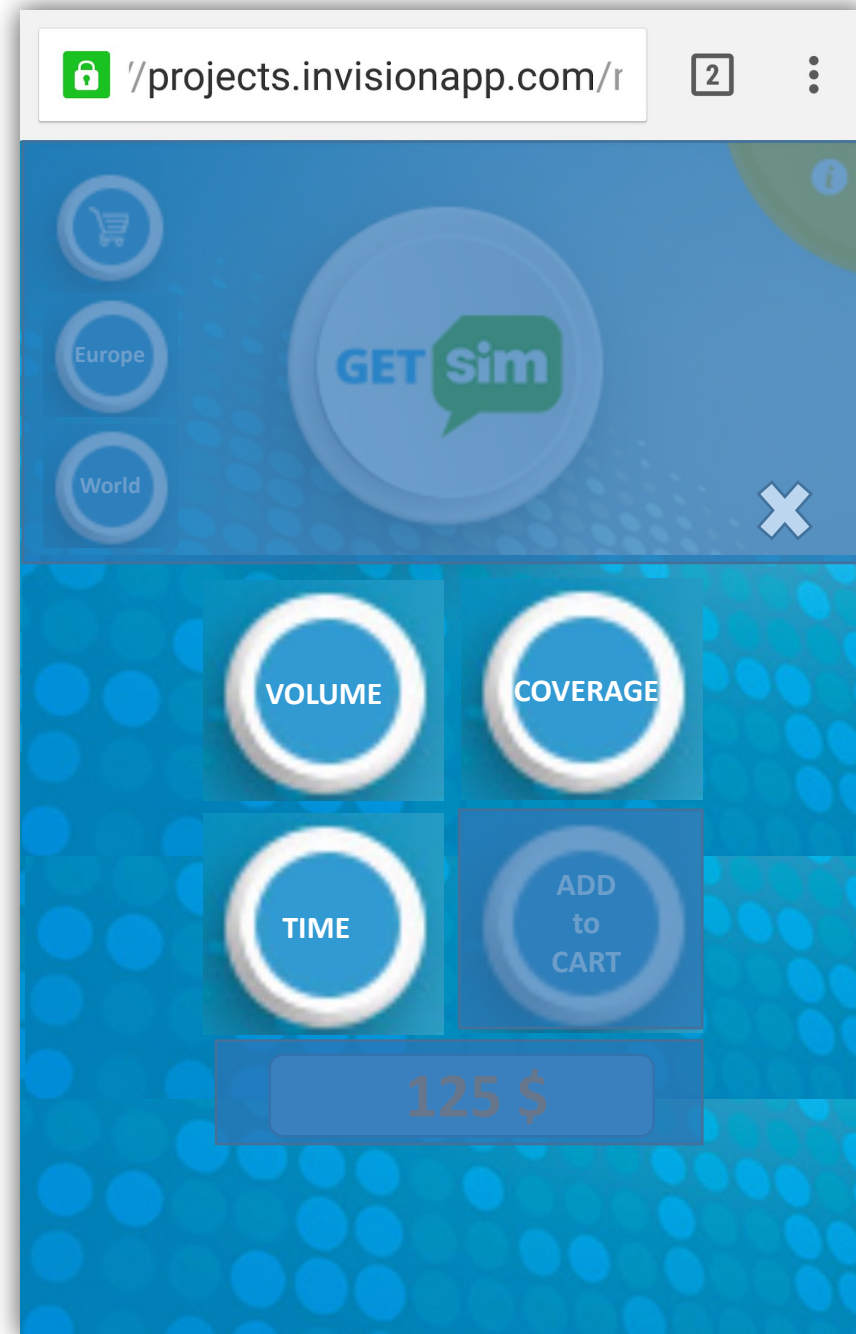 //projects.invisionapp.com/r
2
i
Europe
GET sim
World
VOLUME
COVERAGE
TIME
ADD
to
CART
125 $